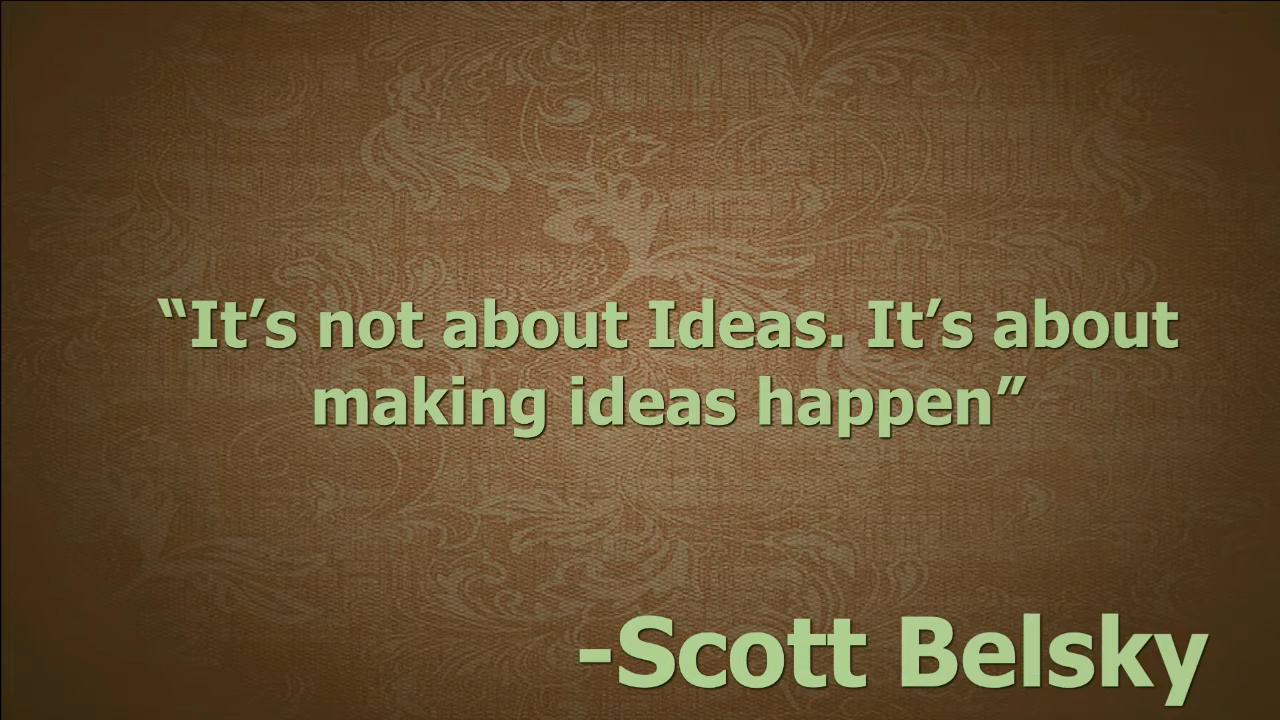 “It’s not about Ideas. It’s about
making ideas happen”
-Scott Belsky